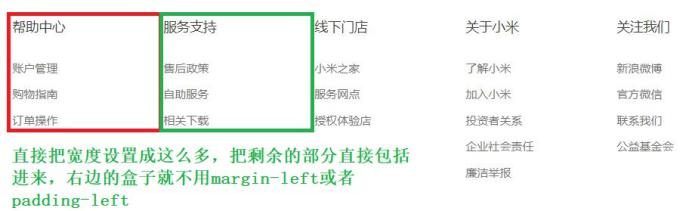 帮助中心 服务支持 线下门店 关于小米 关注我们
账户管理 售后政策 小米之家 了解小米 新浪微博
购物指南 自助服务 服务网点 加入小米 官方微信
订单操作 相关下载 授权体验店 投资者关系 联系我们
企业社会责任 公益基金会
廉洁举报
直接把宽度设置成这么多，把剩余的部分直接包括
进来，右边的盒子就不用margin-left或者
padding-left